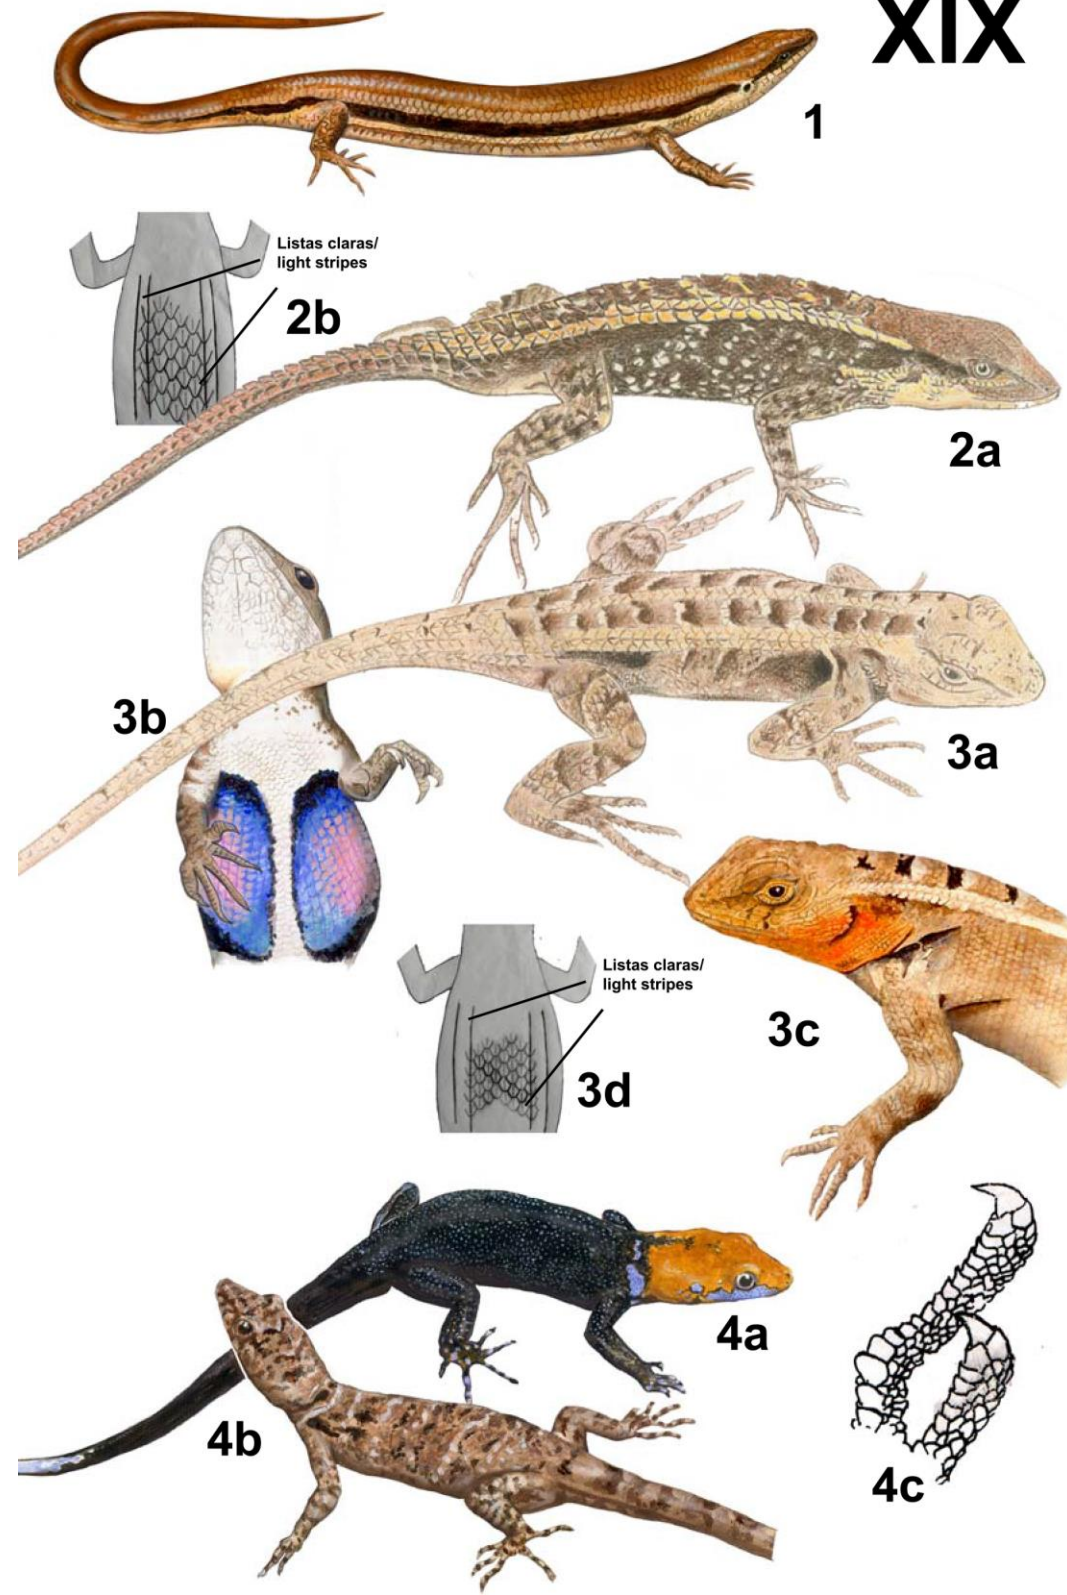 XIX
1
Listas claras/
light stripes
2b
2a
3b
3a
Listas claras/
light stripes
3c
3d
4a
4b
4c